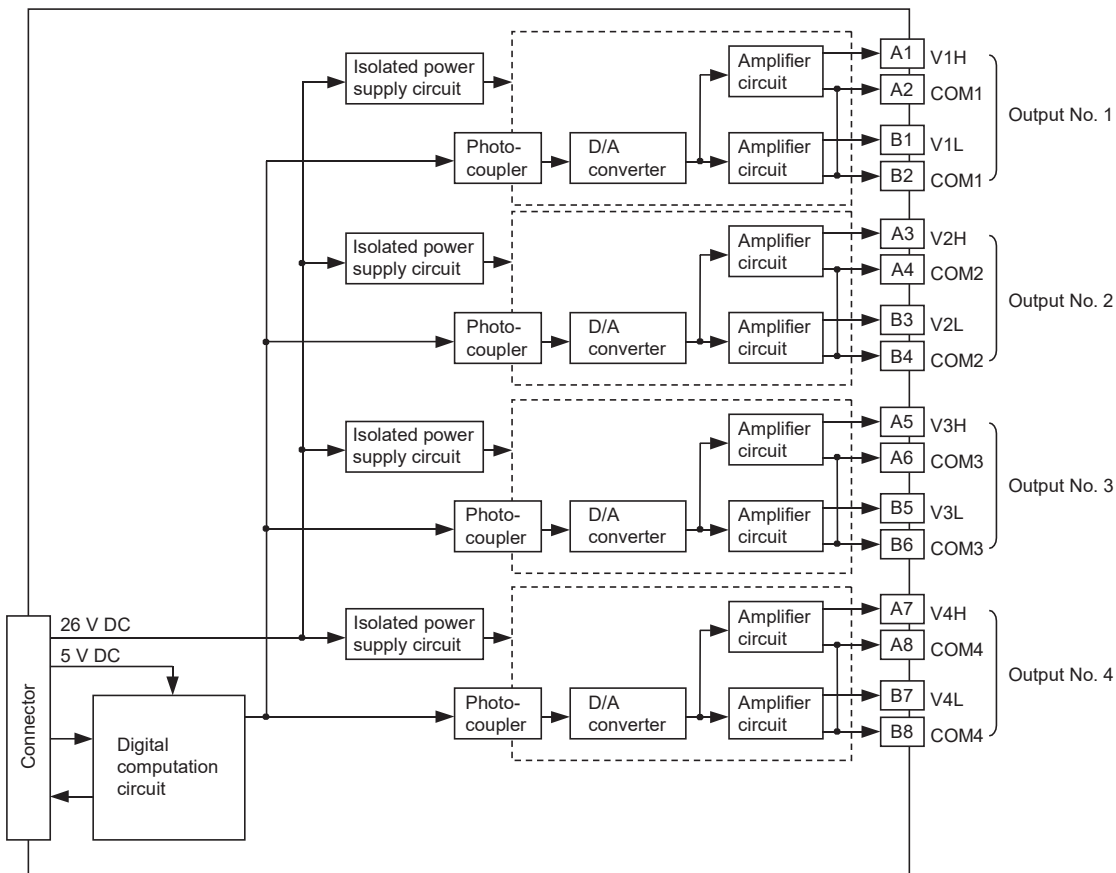 Isolated power
supply circuit
Amplifier
circuit
A1 V1H
A2 COM1
Output No. 1
Photo-
coupler
D/A
converter
Amplifier
circuit
B1 V1L
B2 COM1
Isolated power
supply circuit
Amplifier
circuit
A3 V2H
A4 COM2
Output No. 2
Photo-
coupler
D/A
converter
Amplifier
circuit
B3 V2L
B4 COM2
Isolated power
supply circuit
Amplifier
circuit
A5 V3H
A6 COM3
Output No. 3
Photo-
coupler
D/A
converter
Amplifier
circuit
B5 V3L
B6 COM3
26 V DC
Isolated power
supply circuit
Amplifier
circuit
A7 V4H
A8 COM4
Output No. 4
5 V DC
Photo-
coupler
D/A
converter
Amplifier
circuit
B7 V4L
B8 COM4
Connector
Digital
computation
circuit